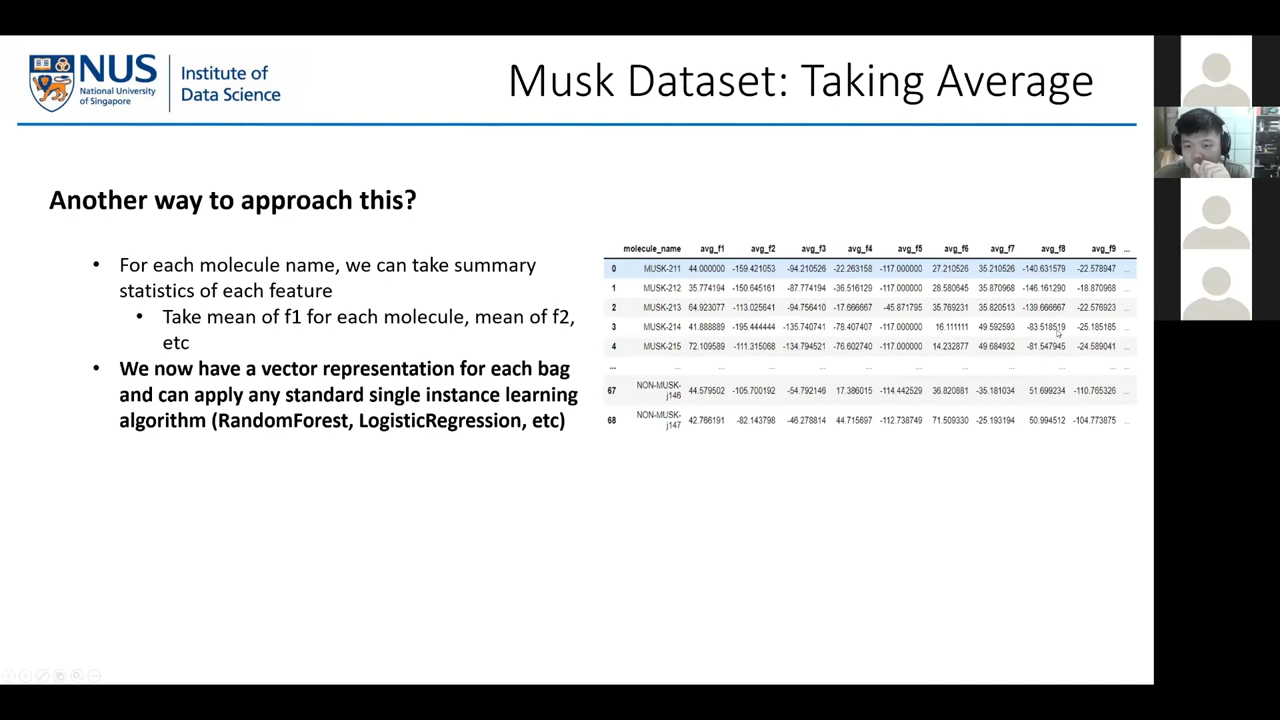 NUS
National University
of Singapore
Institute of
Data Science
Musk Dataset: Taking Average
Another way to approach this?
• For each molecule name, we can take summary
statistics of each feature
• Take mean of f1 for each molecule, mean of f2,
etc
• We now have a vector representation for each bag
and can apply any standard single instance learning
algorithm (RandomForest, LogisticRegression, etc)
molecule_name avg_f1 avg_f2 avg_f3 avg_f4 avg_f5 avg_f6 avg_f7 avg_f8 avg_f9 ...
0 MUSK-211 44.000000 -159.421053 -94.210526 -22.263158 -117.000000 27.210526 35.210526 -140.631579 -22.578947 ...
1 MUSK-212 35.774194 -150.645161 -87.774194 -36.516129 -117.000000 28.580645 35.870968 -146.161290 -18.870968 ...
2 MUSK-213 64.923077 -113.025641 -94.756410 -17.666667 -45.871795 35.769231 35.820513 -139.666667 -22.576923 ...
3 MUSK-214 41.888889 -195.444444 -135.740741 -78.407407 -117.000000 16.111111 49.592593 -83.518519 -25.185185 ...
4 MUSK-215 72.109589 -111.315068 -134.794521 -76.602740 -117.000000 14.232877 49.684932 -81.547945 -24.589041 ...
... ... ... ... ... ... ... ... ... ... ... ...
67 NON-MUSK-j146 44.579502 -105.700192 -54.792146 17.386015 -114.442529 36.820881 -35.181034 51.699234 -110.765326 ...
68 NON-MUSK-j147 42.766191 -82.143798 -46.278814 44.715697 -112.738749 71.509330 -25.193194 50.994512 -104.773875 ...